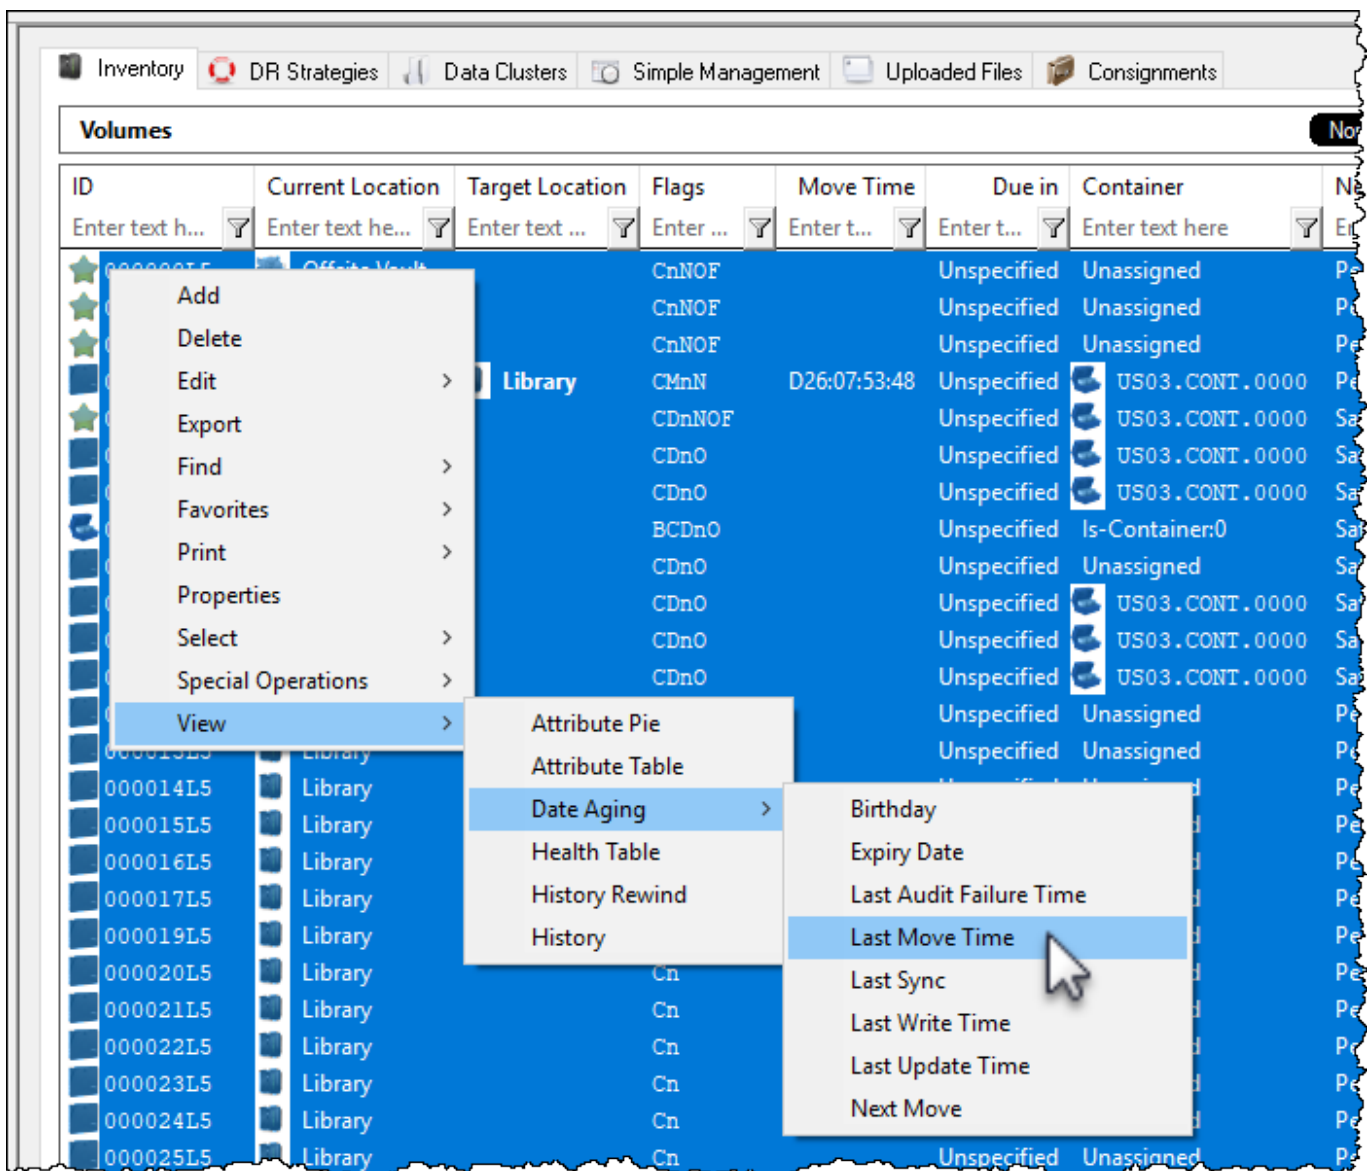 Inventory DR Strategies Data Clusters Simple Management Uploaded Files Consignments
Volumes
ID Current Location Target Location Flags Move Time Due in Container
Enter text h... Enter text he... Enter text ... Enter ... Enter t... Enter t... Enter text here
CnNOF Unspecified Unassigned
Add CnNOF Unspecified Unassigned
Delete CnNOF Unspecified Unassigned
Edit Library CMnN D26:07:53:48 Unspecified US03.CONT.0000
Export CDnNOF Unspecified US03.CONT.0000
Find CDnO Unspecified US03.CONT.0000
Favorites CDnO Unspecified US03.CONT.0000
Print BCDnO Unspecified Is-Container:0
CDnO Unspecified Unassigned
Properties CDnO Unspecified US03.CONT.0000
Select CDnO Unspecified US03.CONT.0000
Special Operations CDnO Unspecified US03.CONT.0000
View Attribute Pie Unspecified Unassigned
Attribute Table Unspecified Unassigned
000014L5 Library Date Aging Birthday
000015L5 Library
000016L5 Library Health Table Expiry Date
000017L5 Library History Rewind Last Audit Failure Time
000019L5 Library History Last Move Time
000020L5 Library Cn Last Sync
000021L5 Library Cn Last Write Time
000022L5 Library Cn
000023L5 Library Cn Last Update Time
000024L5 Library Cn Next Move
000025L5 Library Cn Unspecified Unassigned